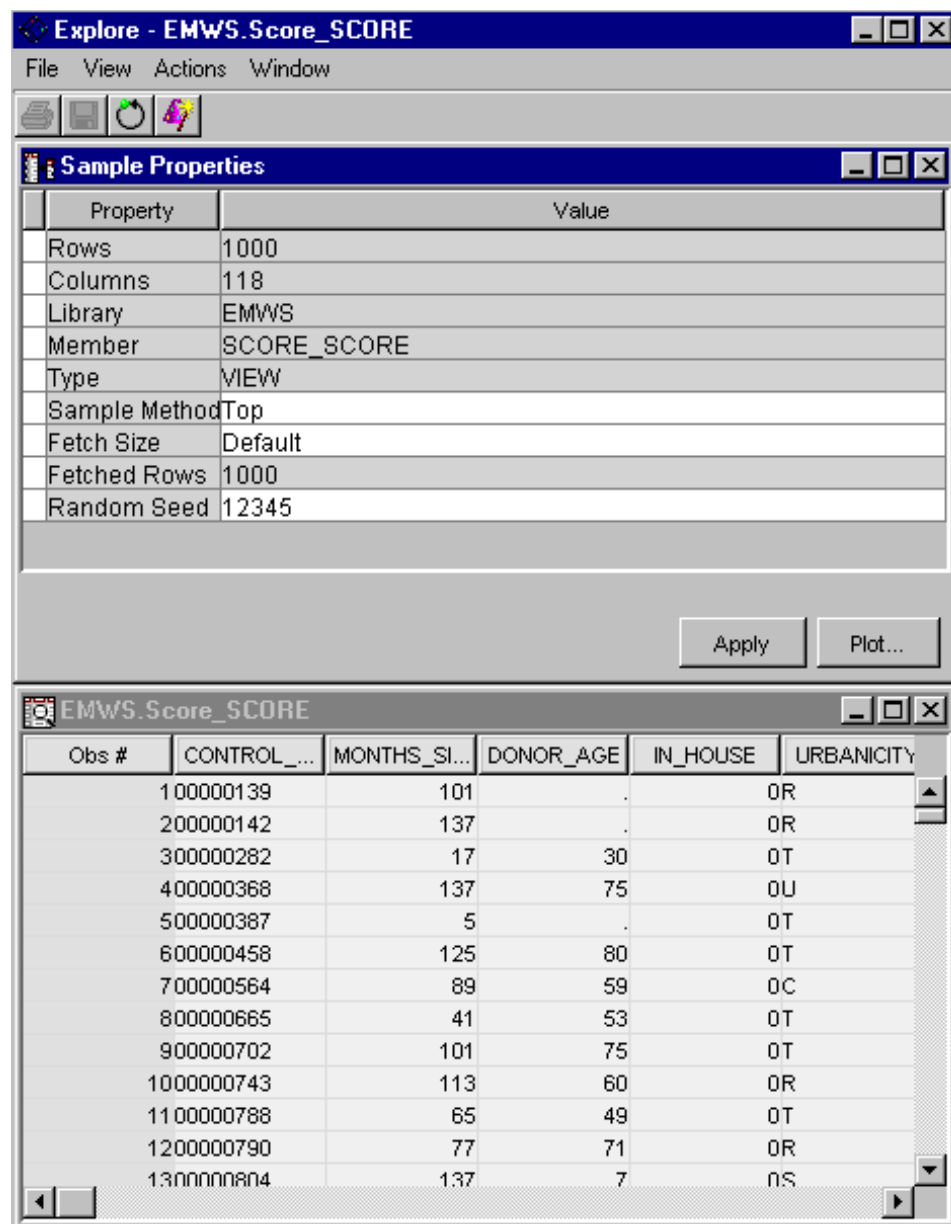 Explore - EMWS.Score_SCORE
File View Actions Window
Sample Properties
Property Value
Rows 1000
Columns 118
Library EMWS
Member SCORE_SCORE
Type VIEW
Sample Method Top
Fetch Size Default
Fetched Rows 1000
Random Seed 12345
Apply Plot...
EMWS.Score_SCORE
Obs # CONTROL_... MONTHS_SI... DONOR_AGE IN_HOUSE URBANICITY
1 00000139 101 . 0 R
2 00000142 137 . 0 R
3 00000282 17 30 0 T
4 00000368 137 75 0 U
5 00000387 5 . 0 T
6 00000458 125 80 0 T
7 00000564 89 59 0 C
8 00000665 41 53 0 T
9 00000702 101 75 0 T
10 00000743 113 60 0 R
11 00000788 65 49 0 T
12 00000790 77 71 0 R
13 00000804 137 7 0 S